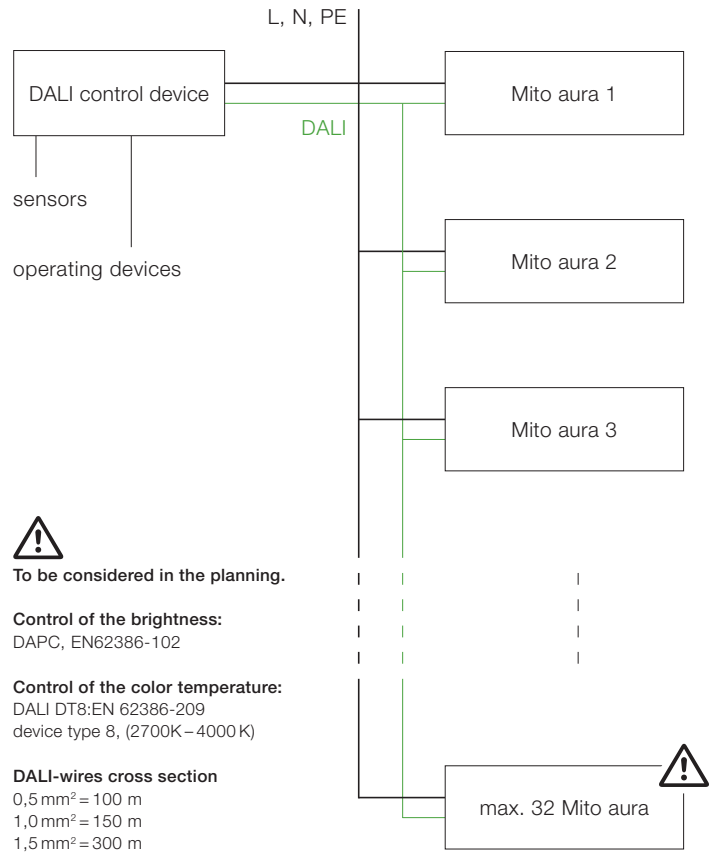 L, N, PE
DALI control device
Mito aura 1
DALI
sensors
operating devices
Mito aura 2
Mito aura 3
To be considered in the planning.
Control of the brightness:
DAPC, EN62386-102
Control of the color temperature:
DALI DT8:EN 62386-209
device type 8, (2700K – 4000 K)
DALI-wires cross section
0,5 mm² = 100 m
1,0 mm² = 150 m
1,5 mm² = 300 m
max. 32 Mito aura